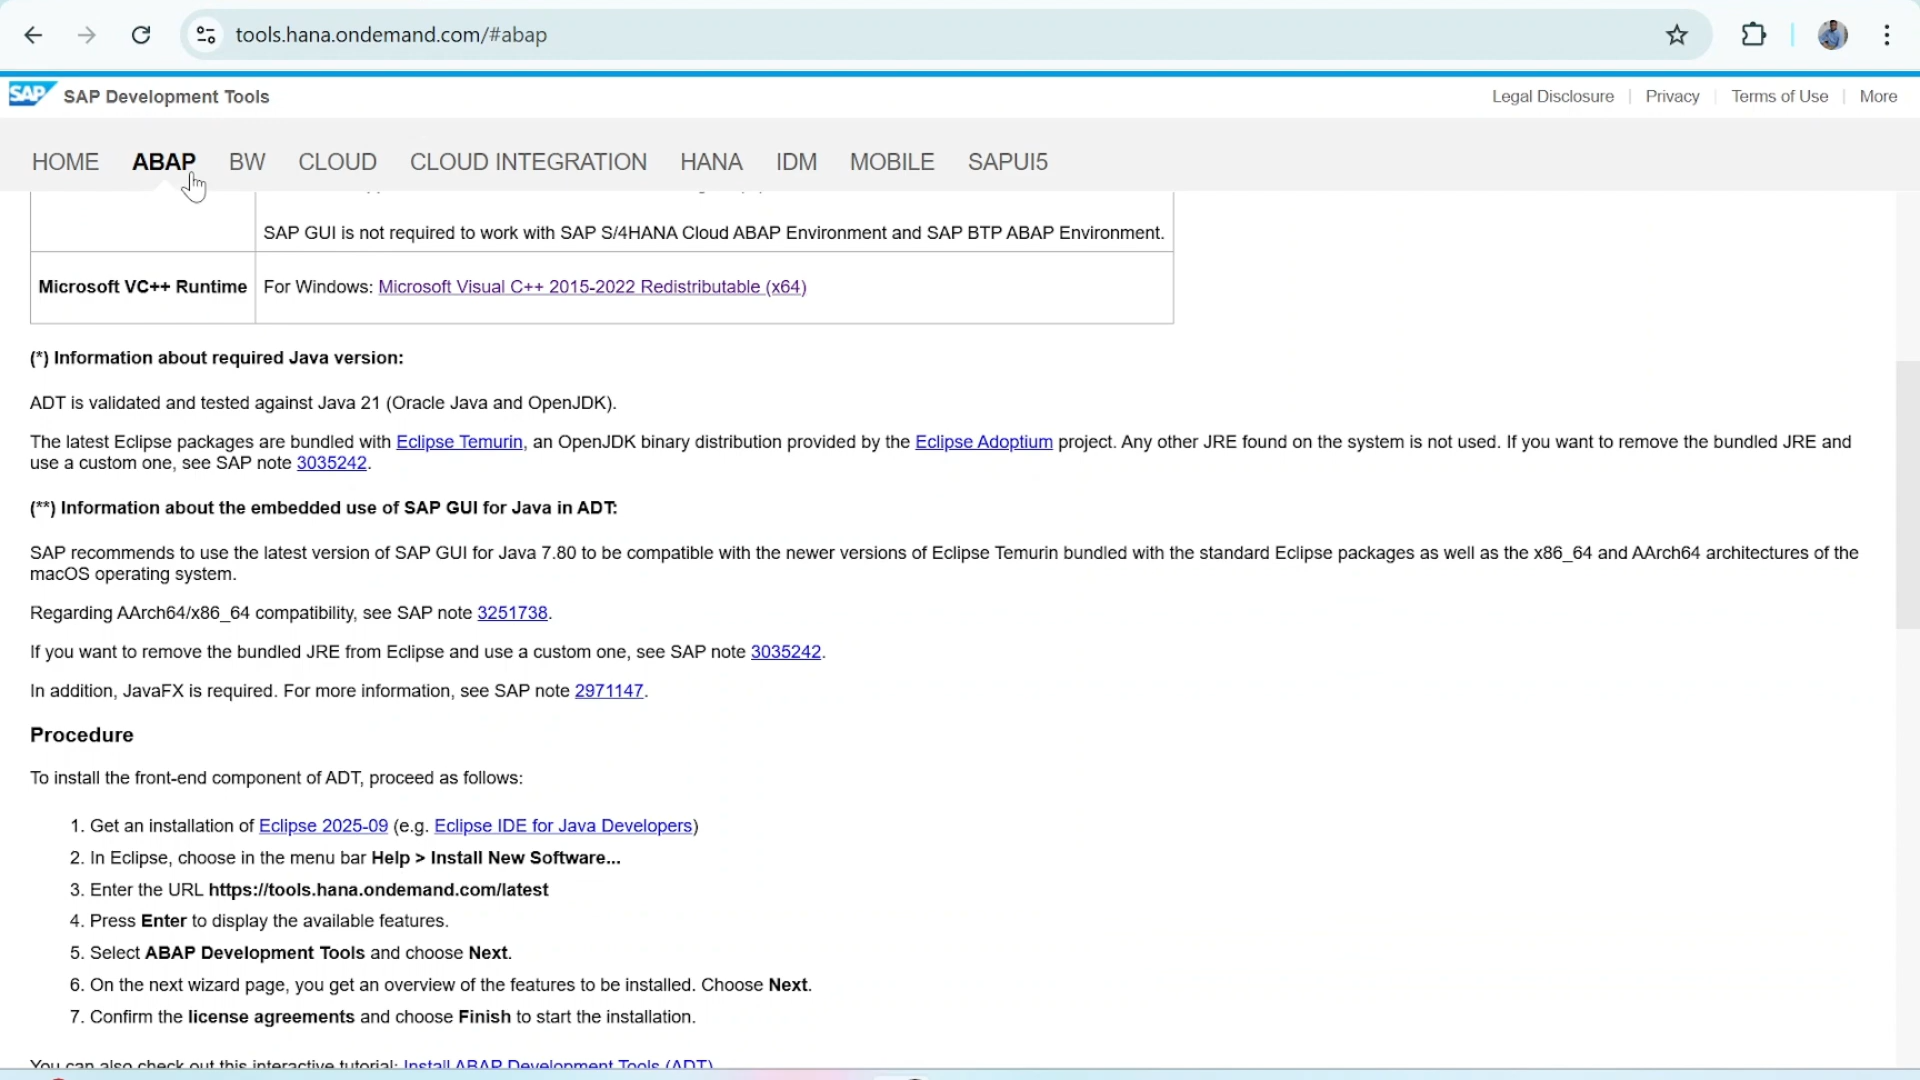 tools.hana.ondemand.com/#abap
SAP SAP Development Tools
Legal Disclosure | Privacy | Terms of Use | More
HOME ABAP BW CLOUD CLOUD INTEGRATION HANA IDM MOBILE SAPUI5
SAP GUI is not required to work with SAP S/4HANA Cloud ABAP Environment and SAP BTP ABAP Environment.
Microsoft VC++ Runtime For Windows: Microsoft Visual C++ 2015-2022 Redistributable (x64)
(*) Information about required Java version:
ADT is validated and tested against Java 21 (Oracle Java and OpenJDK).
The latest Eclipse packages are bundled with Eclipse Temurin, an OpenJDK binary distribution provided by the Eclipse Adoptium project. Any other JRE found on the system is not used. If you want to remove the bundled JRE and
use a custom one, see SAP note 3035242.
(**) Information about the embedded use of SAP GUI for Java in ADT:
SAP recommends to use the latest version of SAP GUI for Java 7.80 to be compatible with the newer versions of Eclipse Temurin bundled with the standard Eclipse packages as well as the x86_64 and AArch64 architectures of the
macOS operating system.
Regarding AArch64/x86_64 compatibility, see SAP note 3251738.
If you want to remove the bundled JRE from Eclipse and use a custom one, see SAP note 3035242.
In addition, JavaFX is required. For more information, see SAP note 2971147.
Procedure
To install the front-end component of ADT, proceed as follows:
1. Get an installation of Eclipse 2025-09 (e.g. Eclipse IDE for Java Developers)
2. In Eclipse, choose in the menu bar Help > Install New Software...
3. Enter the URL https://tools.hana.ondemand.com/latest
4. Press Enter to display the available features.
5. Select ABAP Development Tools and choose Next.
6. On the next wizard page, you get an overview of the features to be installed. Choose Next.
7. Confirm the license agreements and choose Finish to start the installation.
You can also check out this interactive tutorial: Install ABAP Development Tools (ADT)